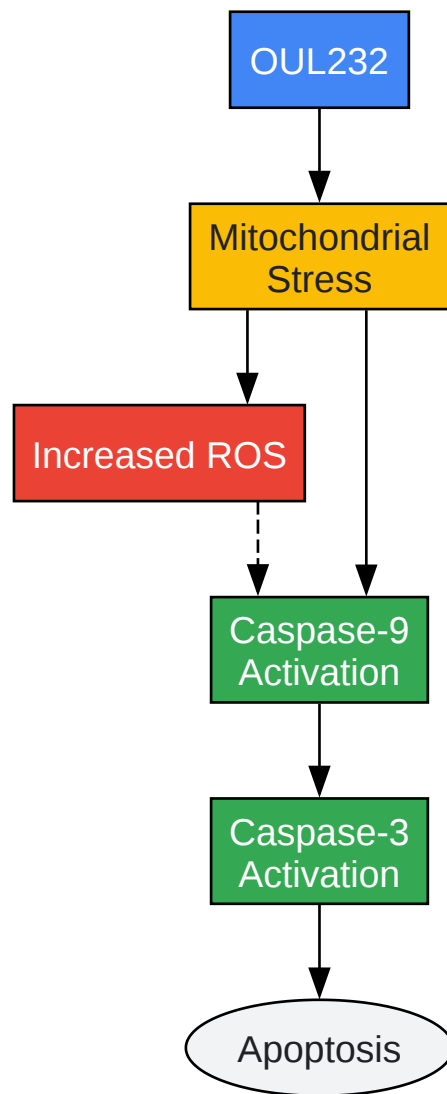 OUL232
Mitochondrial
Stress
Increased ROS
Caspase-9
Activation
Caspase-3
Activation
Apoptosis